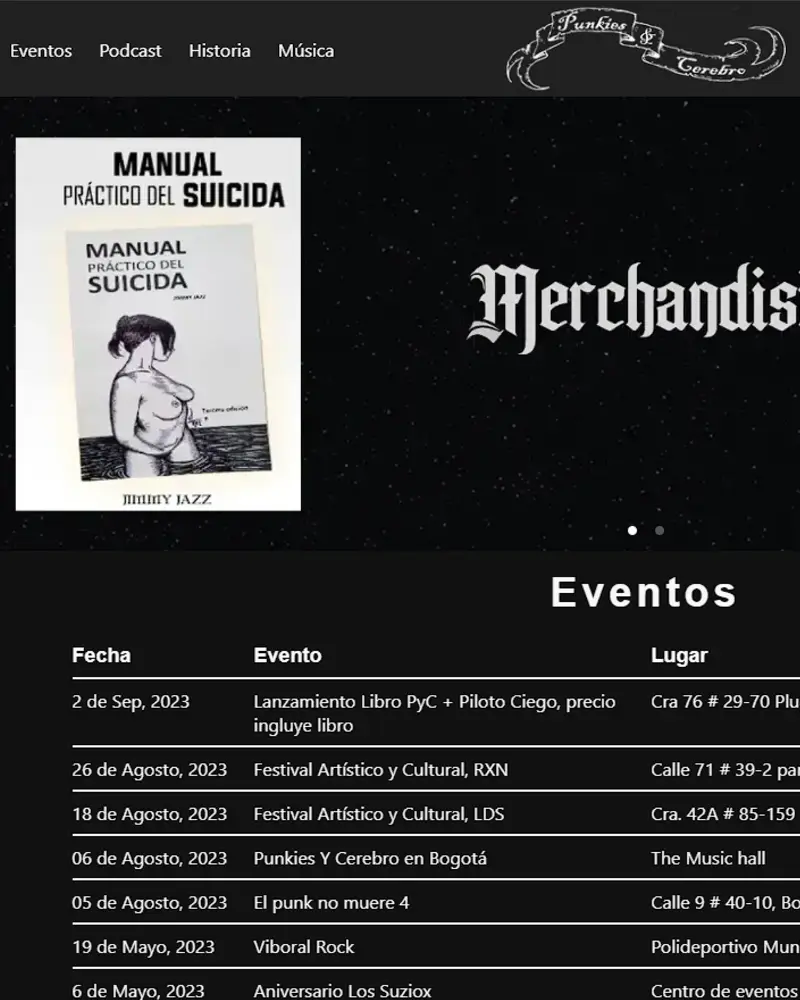 Eventos Podcast Historia Música
Punkies & Cerebro
MANUAL
PRÁCTICO DEL SUICIDA
MANUAL
PRÁCTICO DEL
SUICIDA
JIMMY JAZZ
Tercera edición
JIMMY JAZZ
Merchandis
Eventos
Fecha Evento Lugar
2 de Sep, 2023 Lanzamiento Libro PyC + Piloto Ciego, precio ingluye libro Cra 76 # 29-70 Plu
26 de Agosto, 2023 Festival Artístico y Cultural, RXN Calle 71 # 39-2 par
18 de Agosto, 2023 Festival Artístico y Cultural, LDS Cra. 42A # 85-159
06 de Agosto, 2023 Punkies Y Cerebro en Bogotá The Music hall
05 de Agosto, 2023 El punk no muere 4 Calle 9 # 40-10, Bo
19 de Mayo, 2023 Viboral Rock Polideportivo Mun
6 de Mayo, 2023 Aniversario Los Suziox Centro de eventos